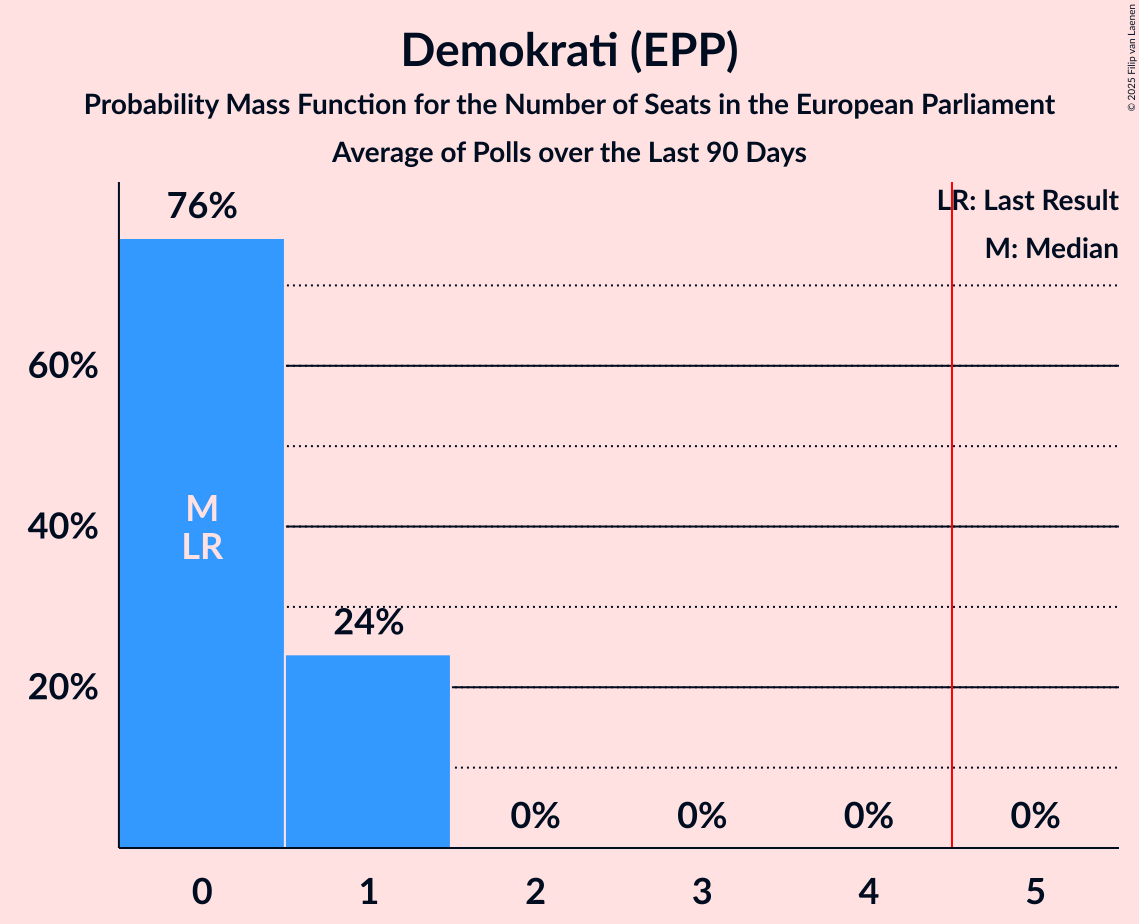 Demokrati (EPP)
Probability Mass Function for the Number of Seats in the European Parliament
Average of Polls over the Last 90 Days
© 2025 Filip van Laenen
LR: Last Result
M: Median
76%
60%
M
40%
LR
24%
20%
0% 0% 0% 0%
0 1 2 3 4 5